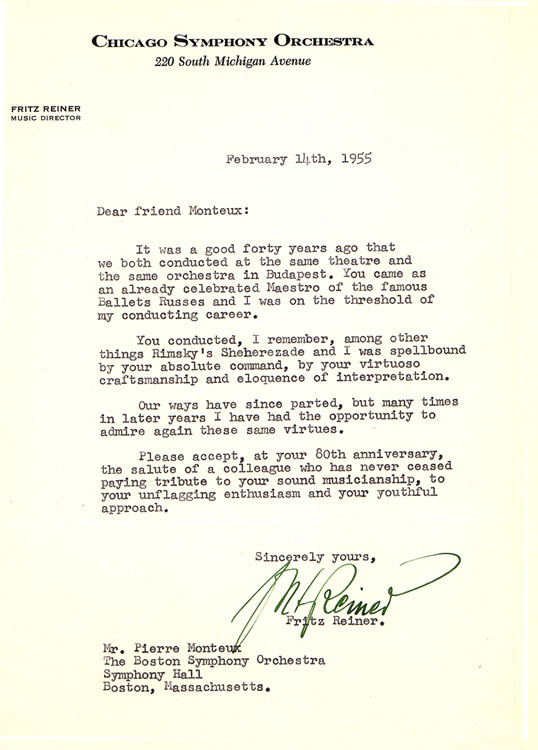 CHICAGO SYMPHONY ORCHESTRA
220 South Michigan Avenue
FRITZ REINER
MUSIC DIRECTOR
February 14th, 1955
Dear friend Monteux:
It was a good forty years ago that
we both conducted at the same theatre and
the same orchestra in Budapest. You came as
an already celebrated Maestro of the famous
Ballets Russes and I was on the threshold of
my conducting career.
You conducted, I remember, among other
things Rimsky's Sheherezade and I was spellbound
by your absolute command, by your virtuoso
craftsmanship and eloquence of interpretation.
Our ways have since parted, but many times
in later years I have had the opportunity to
admire again these same virtues.
Please accept, at your 80th anniversary,
the salute of a colleague who has never ceased
paying tribute to your sound musicianship, to
your unflagging enthusiasm and your youthful
approach.
Sincerely yours,
Reiner
Fritz Reiner.
Mr. Pierre Monteux
The Boston Symphony Orchestra
Symphony Hall
Boston, Massachusetts.